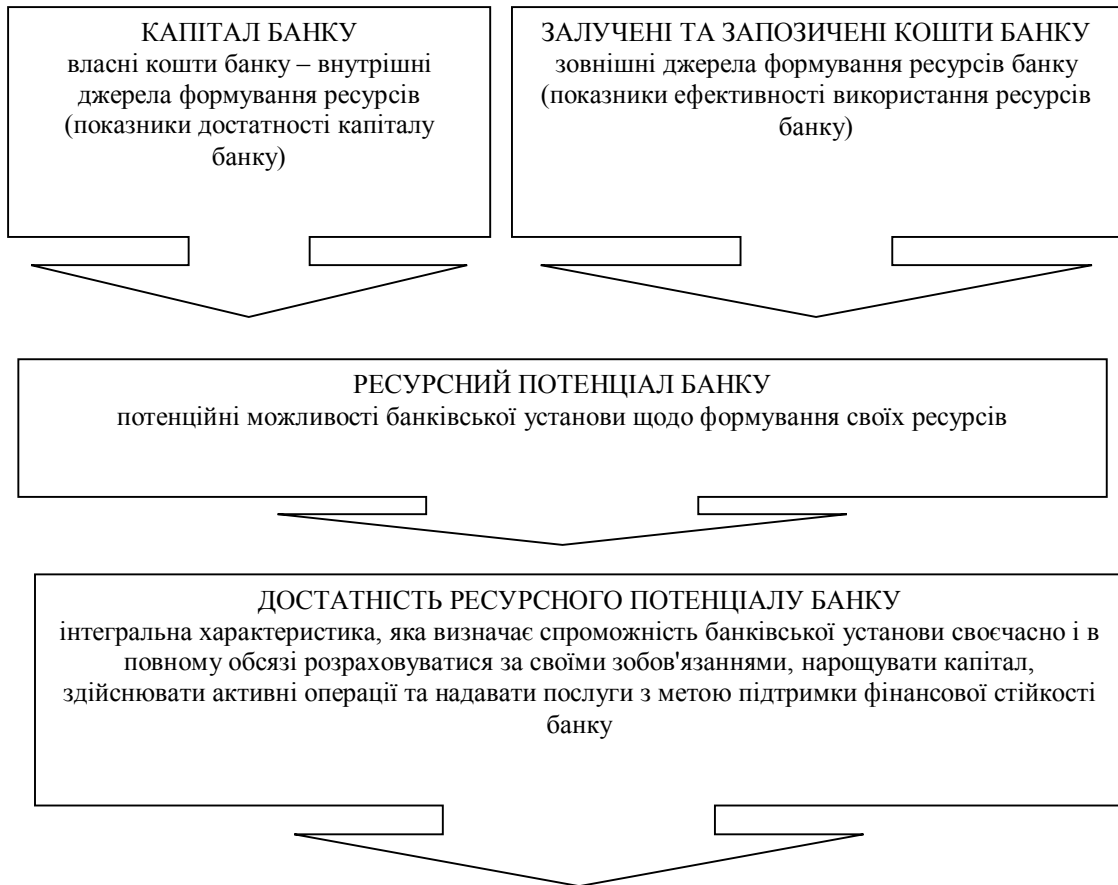 КАПІТАЛ БАНКУ
власні кошти банку – внутрішні
джерела формування ресурсів
(показники достатності капіталу
банку)
ЗАЛУЧЕНІ ТА ЗАПОЗИЧЕНІ КОШТИ БАНКУ
зовнішні джерела формування ресурсів банку
(показники ефективності використання ресурсів
банку)
РЕСУРСНИЙ ПОТЕНЦІАЛ БАНКУ
потенційні можливості банківської установи щодо формування своїх ресурсів
ДОСТАТНІСТЬ РЕСУРСНОГО ПОТЕНЦІАЛУ БАНКУ
інтегральна характеристика, яка визначає спроможність банківської установи своєчасно і в
повному обсязі розраховуватися за своїми зобов'язаннями, нарощувати капітал,
здійснювати активні операції та надавати послуги з метою підтримки фінансової стійкості
банку